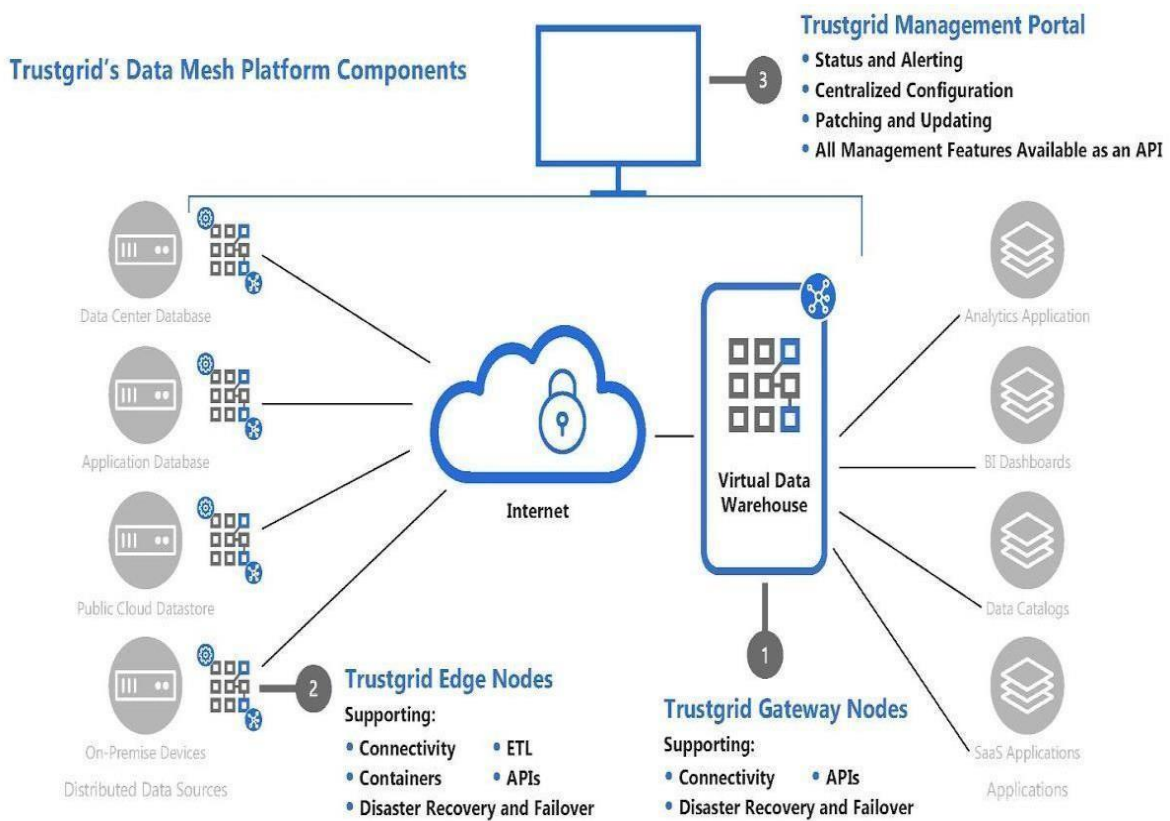 Trustgrid's Data Mesh Platform Components
Trustgrid Management Portal
• Status and Alerting
• Centralized Configuration
• Patching and Updating
• All Management Features Available as an API
3
Data Center Database
Application Database
Public Cloud Datastore
On-Premise Devices
Distributed Data Sources
Internet
Virtual Data
Warehouse
Analytics Application
BI Dashboards
Data Catalogs
SaaS Applications
Applications
2
Trustgrid Edge Nodes
Supporting:
• Connectivity • ETL
• Containers • APIs
• Disaster Recovery and Failover
1
Trustgrid Gateway Nodes
Supporting:
• Connectivity • APIs
• Disaster Recovery and Failover